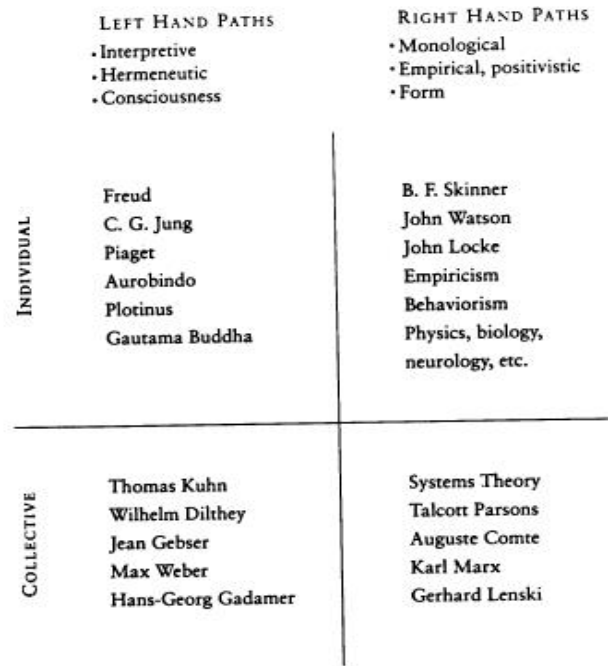 LEFT HAND PATHS
• Interpretive
• Hermeneutic
• Consciousness
RIGHT HAND PATHS
• Monological
• Empirical, positivistic
• Form
INDIVIDUAL
Freud
C. G. Jung
Piaget
Aurobindo
Plotinus
Gautama Buddha
B. F. Skinner
John Watson
John Locke
Empiricism
Behaviorism
Physics, biology,
neurology, etc.
COLLECTIVE
Thomas Kuhn
Wilhelm Dilthey
Jean Gebser
Max Weber
Hans-Georg Gadamer
Systems Theory
Talcott Parsons
Auguste Comte
Karl Marx
Gerhard Lenski